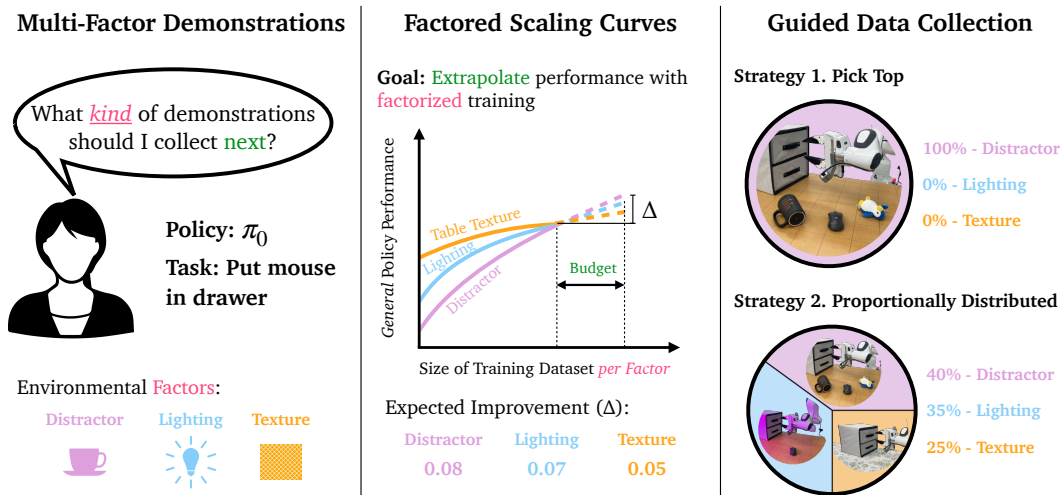 Multi-Factor Demonstrations
What kind of demonstrations
should I collect next?
Policy: π0
Task: Put mouse
in drawer
Environmental Factors:
Distractor
Lighting
Texture
Factored Scaling Curves
Goal: Extrapolate performance with
factorized training
General Policy Performance
Table Texture
Lighting
Distractor
Δ
Budget
Size of Training Dataset per Factor
Expected Improvement (Δ):
Distractor
Lighting
Texture
0.08
0.07
0.05
Guided Data Collection
Strategy 1. Pick Top
100% - Distractor
0% - Lighting
0% - Texture
Strategy 2. Proportionally Distributed
40% - Distractor
35% - Lighting
25% - Texture